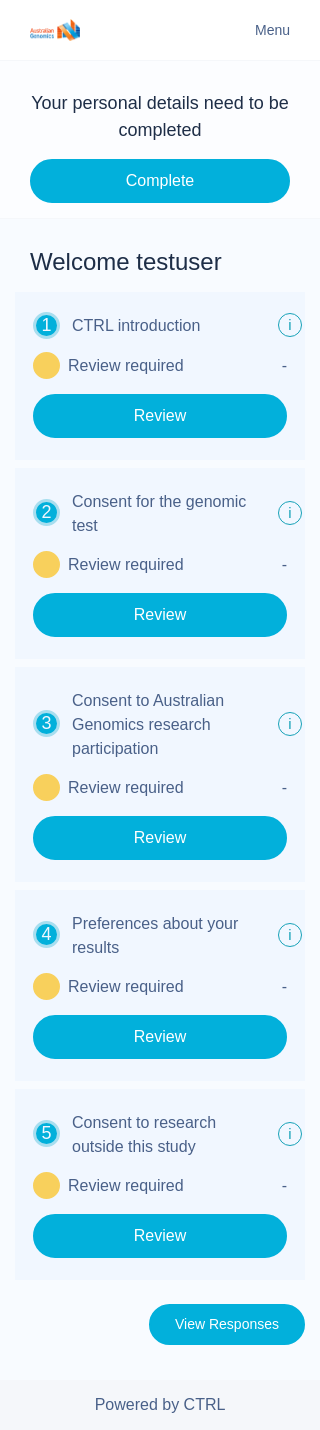 Australian
Genomics
Menu
Your personal details need to be
completed
Complete
Welcome testuser
1 CTRL introduction i
Review required -
Review
2 Consent for the genomic
test i
Review required -
Review
3 Consent to Australian
Genomics research
participation i
Review required -
Review
4 Preferences about your
results i
Review required -
Review
5 Consent to research
outside this study i
Review required -
Review
View Responses
Powered by CTRL